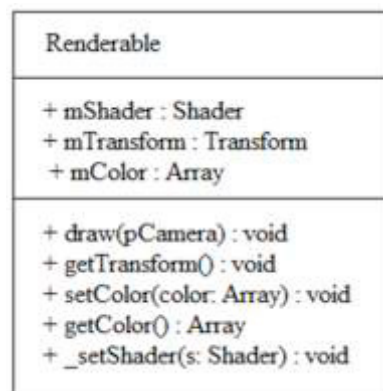 Renderable
+ mShader : Shader
+ mTransform : Transform
+ mColor : Array
+ draw(pCamera) : void
+ getTransform() : void
+ setColor(color: Array) : void
+ getColor() : Array
+ _setShader(s: Shader) : void